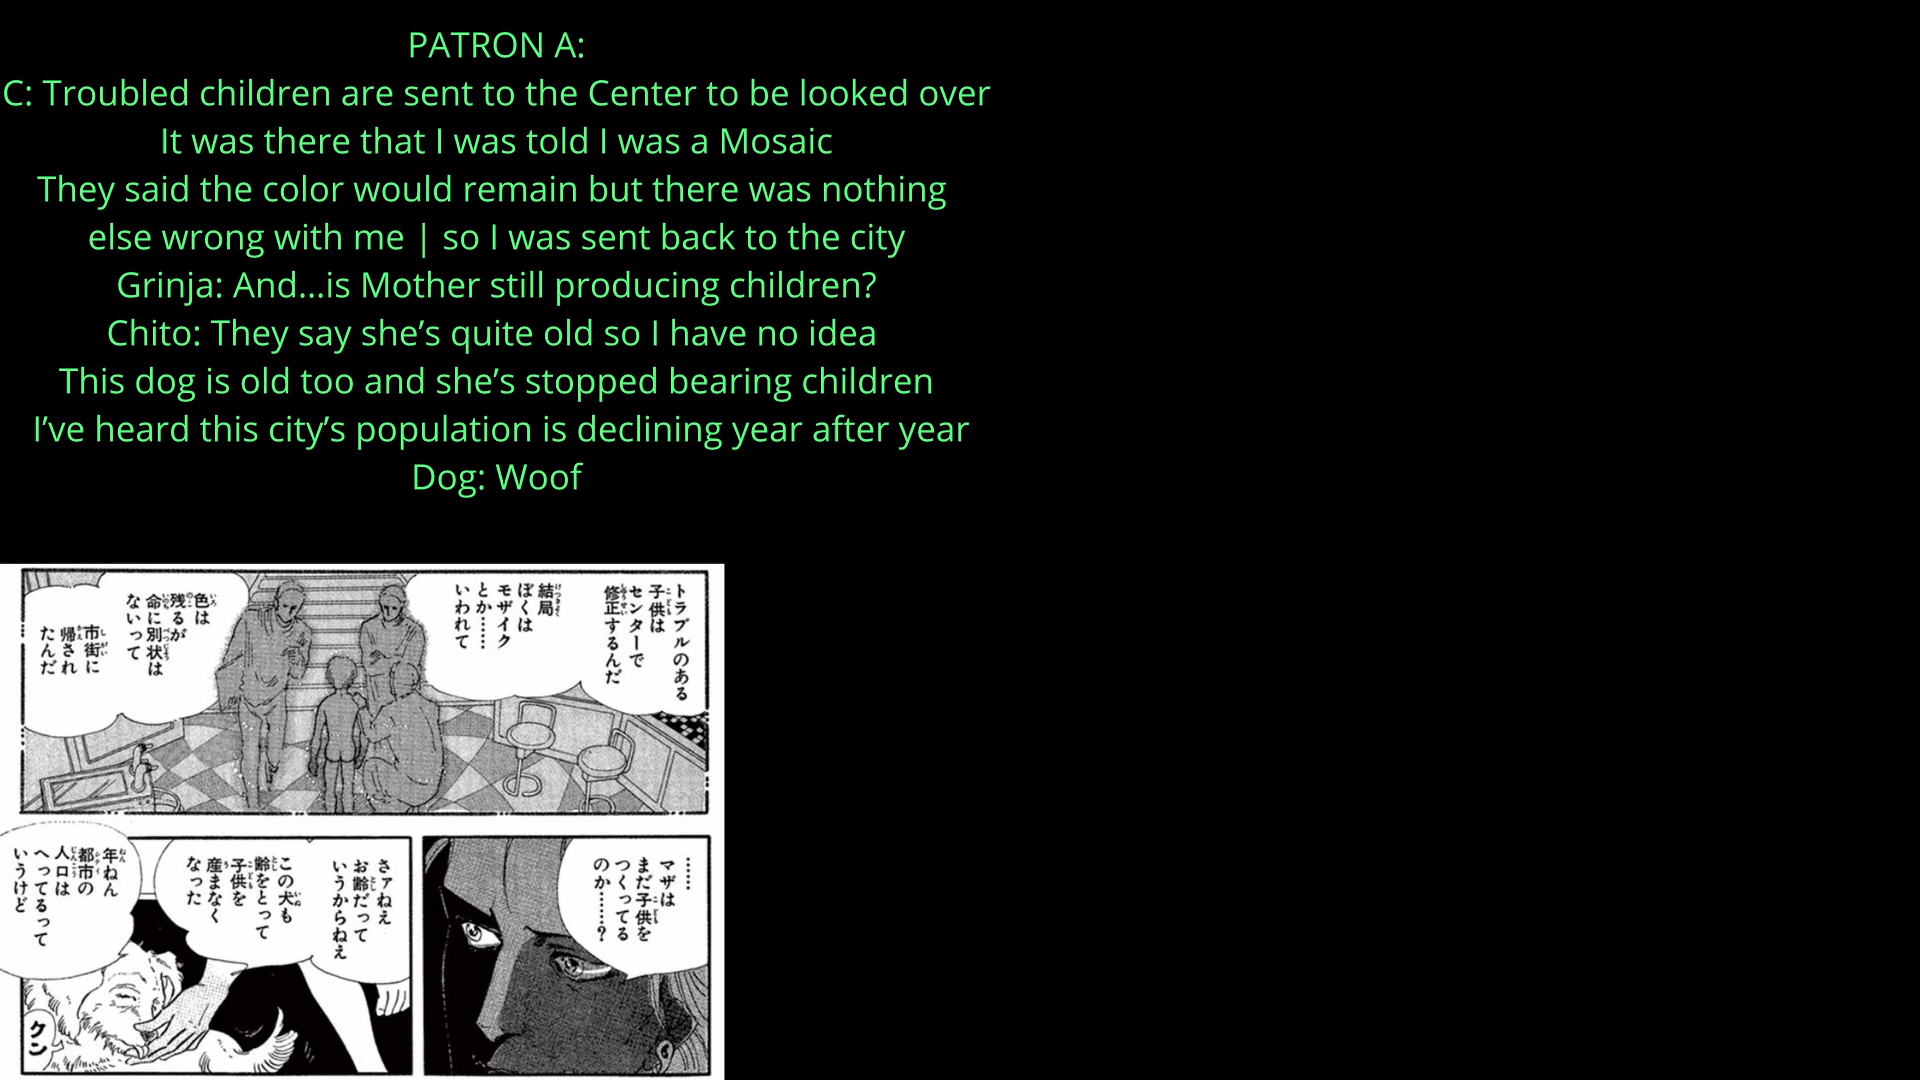 PATRON A:
C: Troubled children are sent to the Center to be looked over
It was there that I was told I was a Mosaic
They said the color would remain but there was nothing
else wrong with me | so I was sent back to the city
Grinja: And...is Mother still producing children?
Chito: They say she's quite old so I have no idea
This dog is old too and she's stopped bearing children
I've heard this city's population is declining year after year
Dog: Woof
トラブルのある
子供は
センターで
修正するんだ
結局
ぼくは
モザイク
とか……
いわれて
色は
残るが
命に別状は
ないって
市街に
帰され
たんだ
……
マザは
まだ子供を
つくってる
のか……?
さァねえ
お齢だって
いうからねえ
この犬も
齢をとって
子供を
産まなく
なった
年ねん
都市の
人口は
へってるって
いうけど
クン